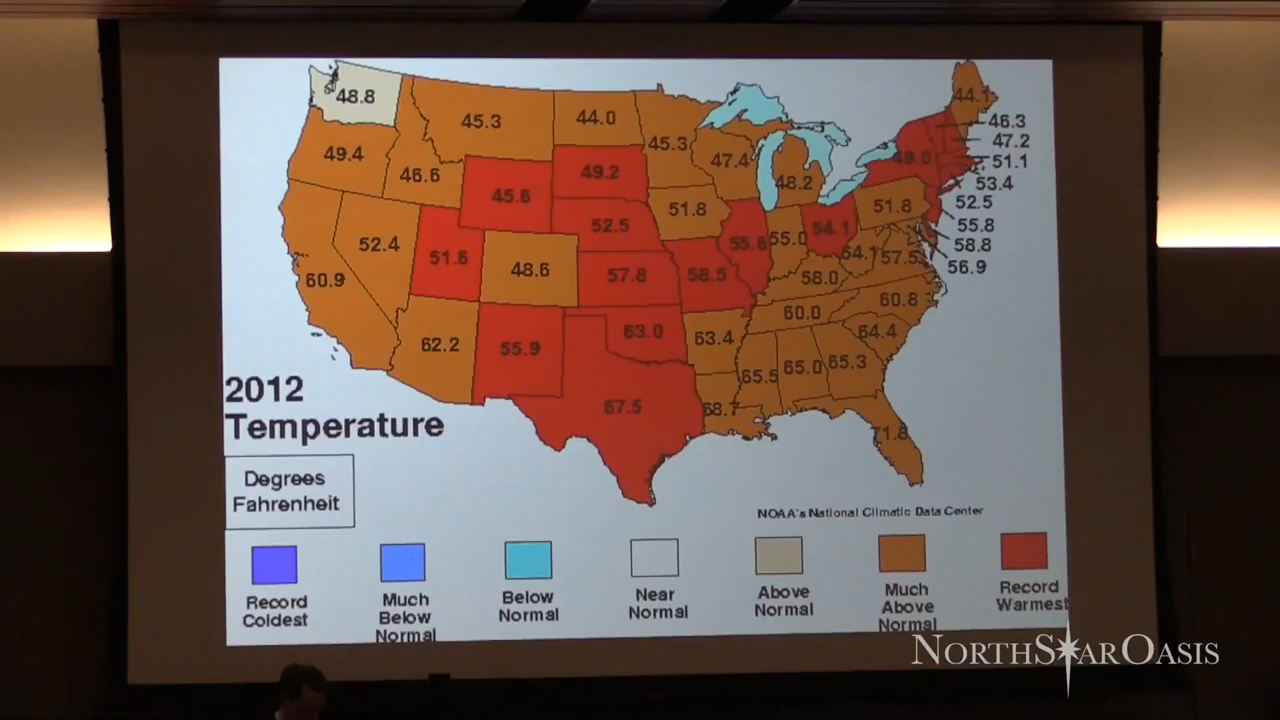 48.8
44.1
45.3
44.0
46.3
45.3
47.2
49.4
47.4
49.0
51.1
46.6
49.2
48.2
53.4
45.6
51.8
51.8
52.5
52.5
55.8
52.4
54.1
55.0
58.8
51.6
64.1
57.5
56.9
48.6
57.8
58.5
58.0
60.9
60.8
60.0
63.0
64.4
62.2
63.4
55.9
65.5
65.0
65.3
67.5
68.7
71.8
2012
Temperature
Degrees
Fahrenheit
NOAA's National Climatic Data Center
Record
Coldest
Much
Below
Normal
Below
Normal
Near
Normal
Above
Normal
Much
Above
Normal
Record
Warmest
NORTHSTAROASIS